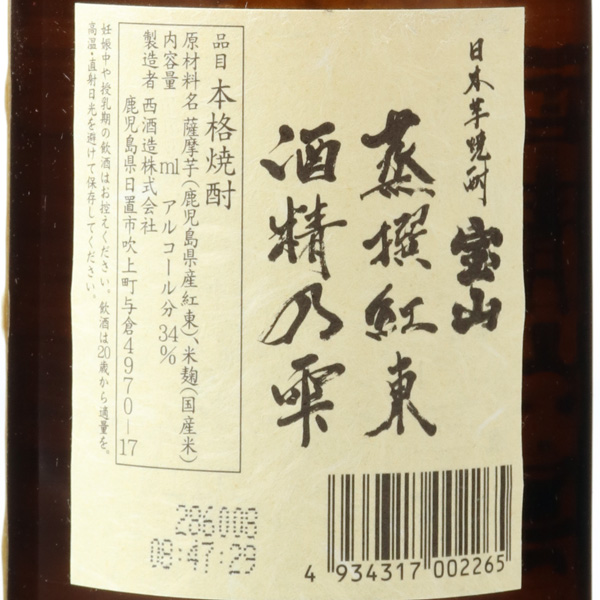 日本芋焼酎
宝山
蒸撰紅東
酒精乃雫
品目 本格焼酎
原材料名 薩摩芋(鹿児島県産紅東)、米麹(国産米)
内容量 ml アルコール分 34%
製造者 西酒造株式会社
鹿児島県日置市吹上町与倉4970-17
妊娠中や授乳期の飲酒はお控えください。飲酒は20歳から適量を。
高温・直射日光を避けて保存してください。
286008
08:47:29
4 934317 002265